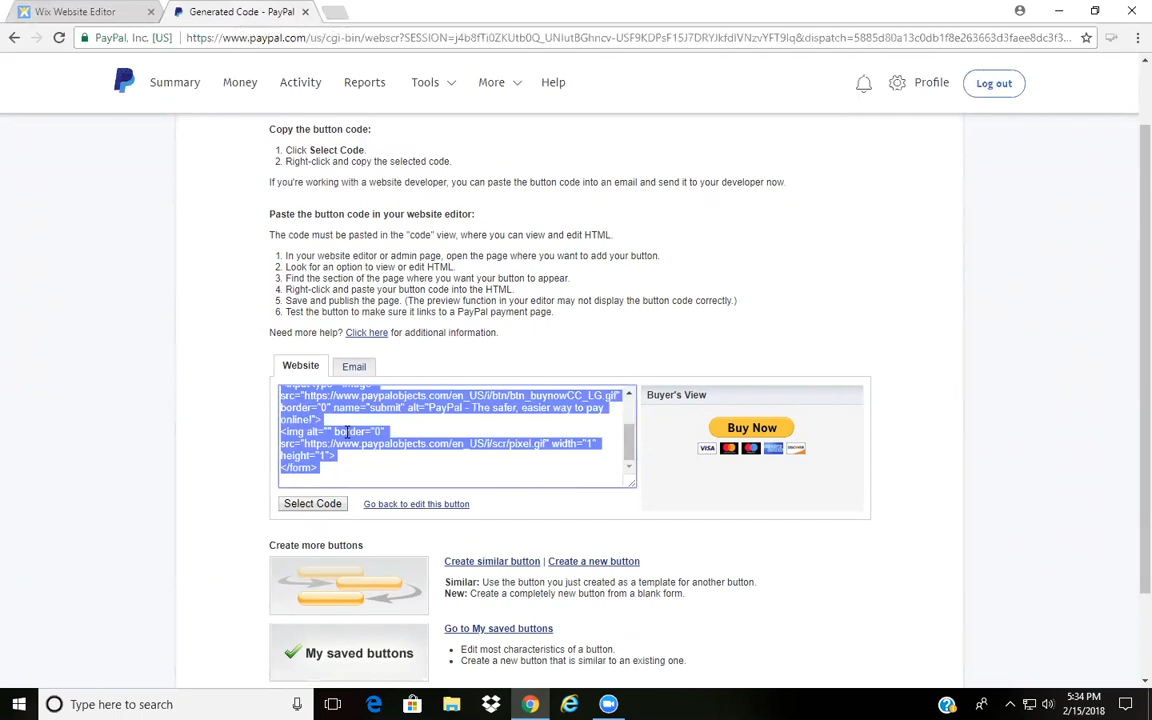 Wix Website Editor
Generated Code - PayPal
PayPal, Inc. [US]
Summary Money Activity Reports Tools More Help
Profile Log out
Copy the button code:
1. Click Select Code.
2. Right-click and copy the selected code.
If you're working with a website developer, you can paste the button code into an email and send it to your developer now.
Paste the button code in your website editor:
The code must be pasted in the "code" view, where you can view and edit HTML.
1. In your website editor or admin page, open the page where you want to add your button.
2. Look for an option to view or edit HTML.
3. Find the section of the page where you want your button to appear.
4. Right-click and paste your button code into the HTML.
5. Save and publish the page. (The preview function in your editor may not display the button code correctly.)
6. Test the button to make sure it links to a PayPal payment page.
Need more help? Click here for additional information.
Website Email
<input type="image"
src="https://www.paypalobjects.com/en_US/i/btn/btn_buynowCC_LG.gif"
border="0" name="submit" alt="PayPal - The safer, easier way to pay
online!">
<img alt="" border="0"
src="https://www.paypalobjects.com/en_US/i/scr/pixel.gif" width="1"
height="1">
</form>
Buyer's View
Buy Now
VISA DISCOVER
Select Code Go back to edit this button
Create more buttons
Create similar button | Create a new button
Similar: Use the button you just created as a template for another button.
New: Create a completely new button from a blank form.
My saved buttons
Go to My saved buttons
• Edit most characteristics of a button.
• Create a new button that is similar to an existing one.
Type here to search
5:34 PM
2/15/2018